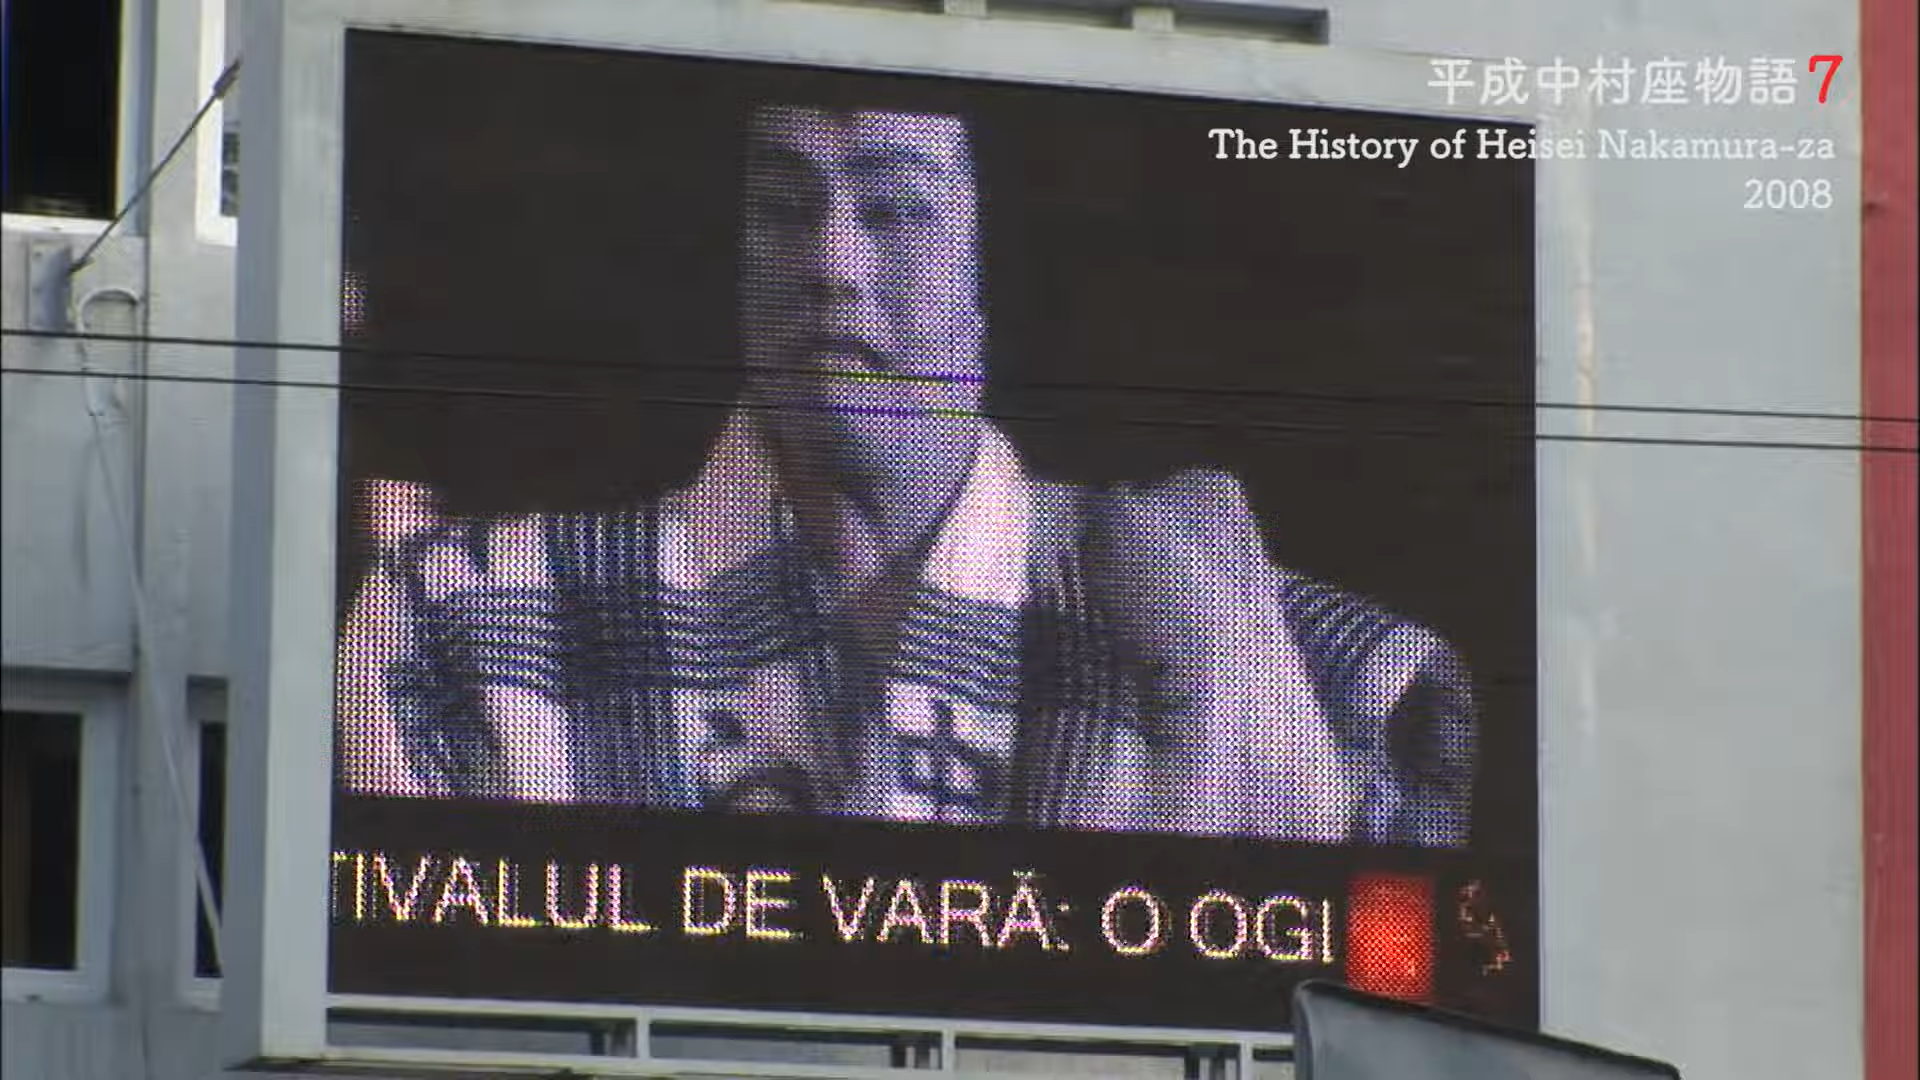 平成中村座物語7
The History of Heisei Nakamura-za
2008
TIVALUL DE VARĂ: O OGI